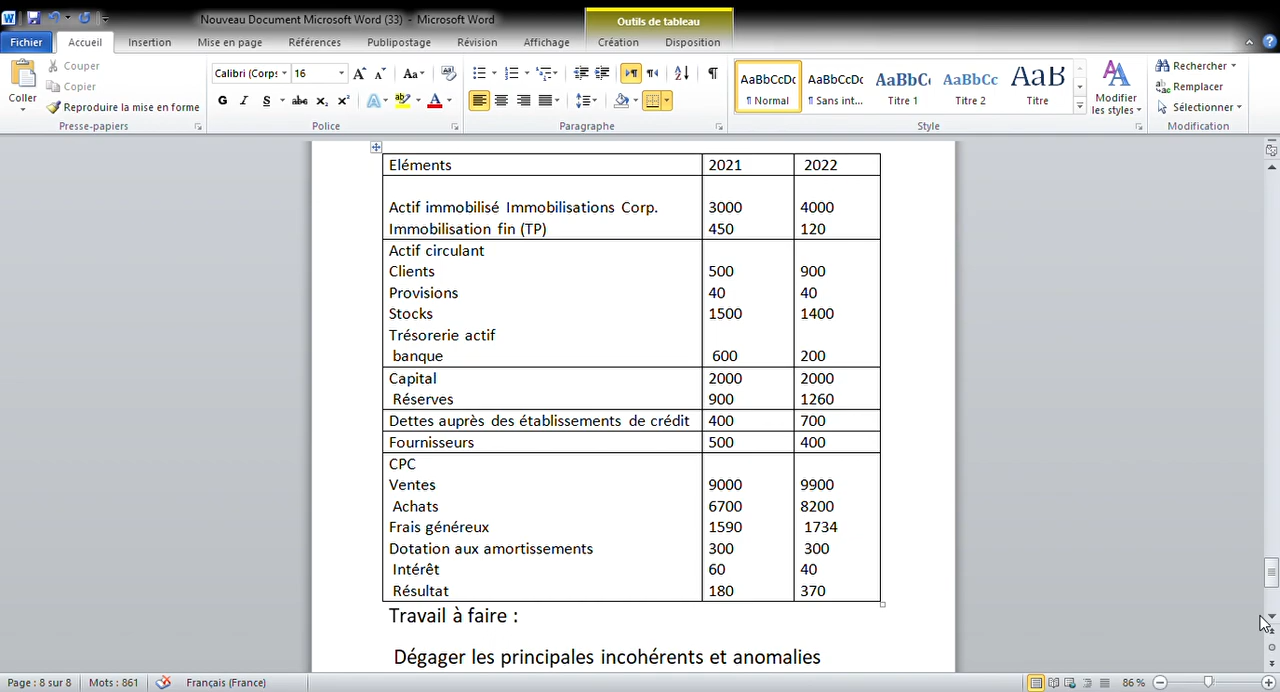 Nouveau Document Microsoft Word (33) - Microsoft Word
Outils de tableau
Fichier Accueil Insertion Mise en page Références Publipostage Révision Affichage Création Disposition
Coller
Couper
Copier
Reproduire la mise en forme
Presse-papiers
Calibri (Corps 16
G I S abc x₂ x² A ab A
Police
Paragraphe
AaBbCcDc AaBbCcDc AaBbC AaBbCc AaB
¶ Normal ¶ Sans int... Titre 1 Titre 2 Titre
Modifier
les styles
Style
Rechercher
Remplacer
Sélectionner
Modification
Eléments 2021 2022
Actif immobilisé Immobilisations Corp. 3000 4000
Immobilisation fin (TP) 450 120
Actif circulant
Clients 500 900
Provisions 40 40
Stocks 1500 1400
Trésorerie actif
banque 600 200
Capital 2000 2000
Réserves 900 1260
Dettes auprès des établissements de crédit 400 700
Fournisseurs 500 400
CPC
Ventes 9000 9900
Achats 6700 8200
Frais généreux 1590 1734
Dotation aux amortissements 300 300
Intérêt 60 40
Résultat 180 370
Travail à faire :
Dégager les principales incohérents et anomalies
Page : 8 sur 8 Mots : 861 Français (France) 86 %